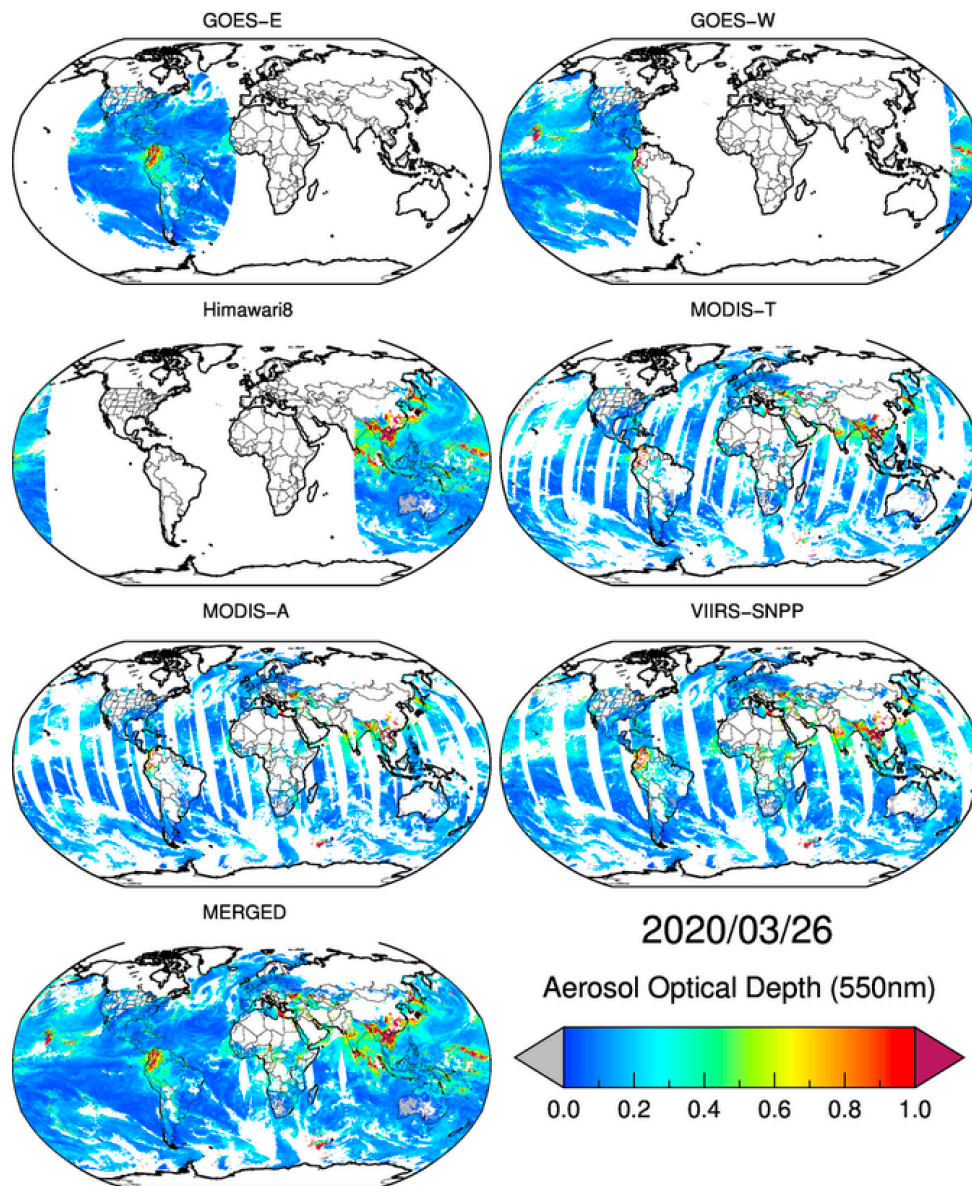 GOES−E
GOES−W
Himawari8
MODIS−T
MODIS−A
VIIRS−SNPP
MERGED
2020/03/26
Aerosol Optical Depth (550nm)
0.0 0.2 0.4 0.6 0.8 1.0